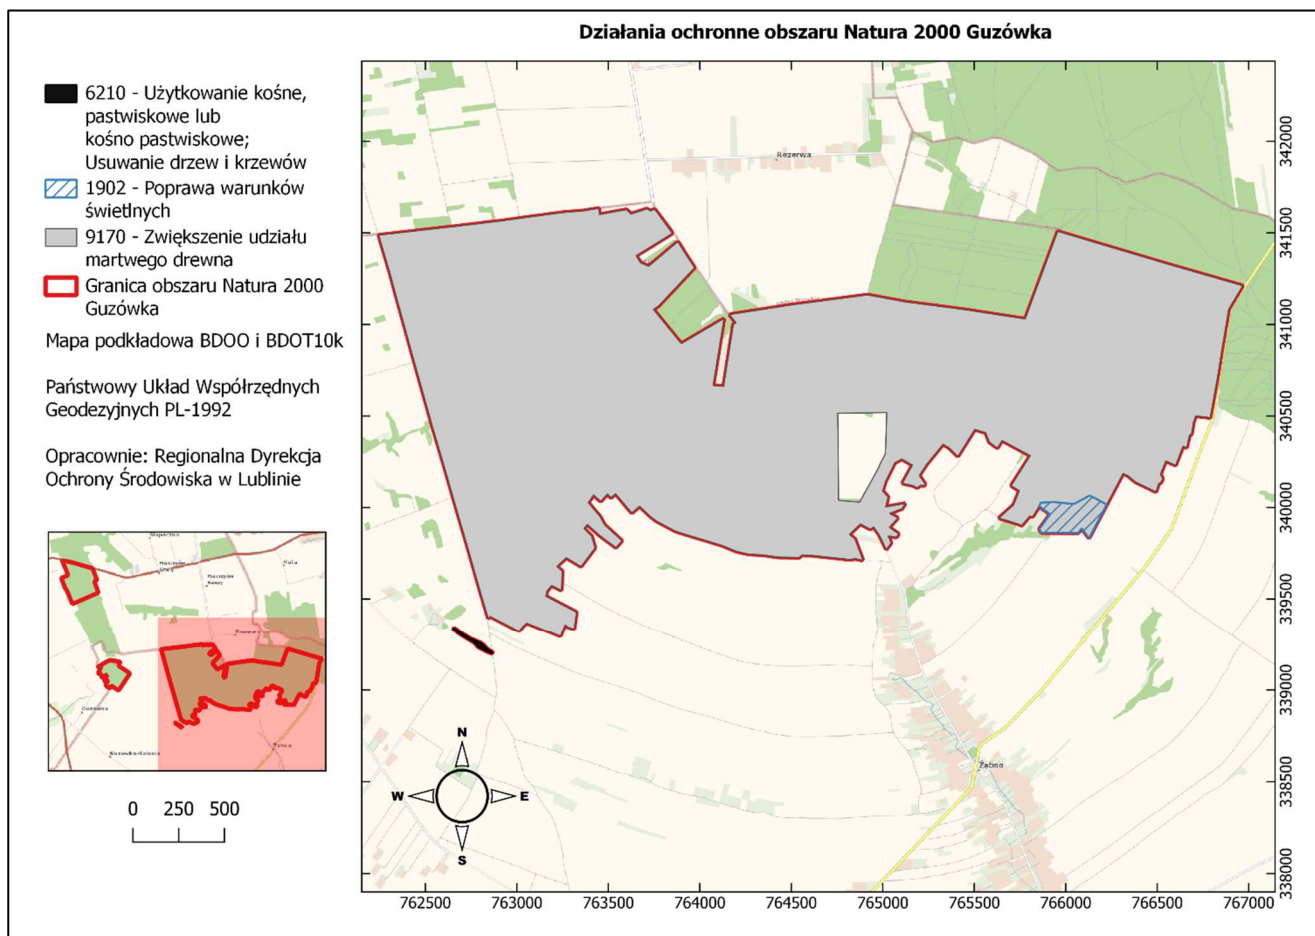 Działania ochronne obszaru Natura 2000 Guzówka
6210 - Użytkowanie kośne,
pastwiskowe lub
kośno pastwiskowe;
Usuwanie drzew i krzewów
1902 - Poprawa warunków
świetlnych
9170 - Zwiększenie udziału
martwego drewna
Granica obszaru Natura 2000
Guzówka
Mapa podkładowa BDOO i BDOT10k
Państwowy Układ Współrzędnych
Geodezyjnych PL-1992
Opracownie: Regionalna Dyrekcja
Ochrony Środowiska w Lublinie
0 250 500
Rezerwa
Żabno
N
W E
S
342000
341500
341000
340500
340000
339500
339000
338500
338000
762500 763000 763500 764000 764500 765000 765500 766000 766500 767000